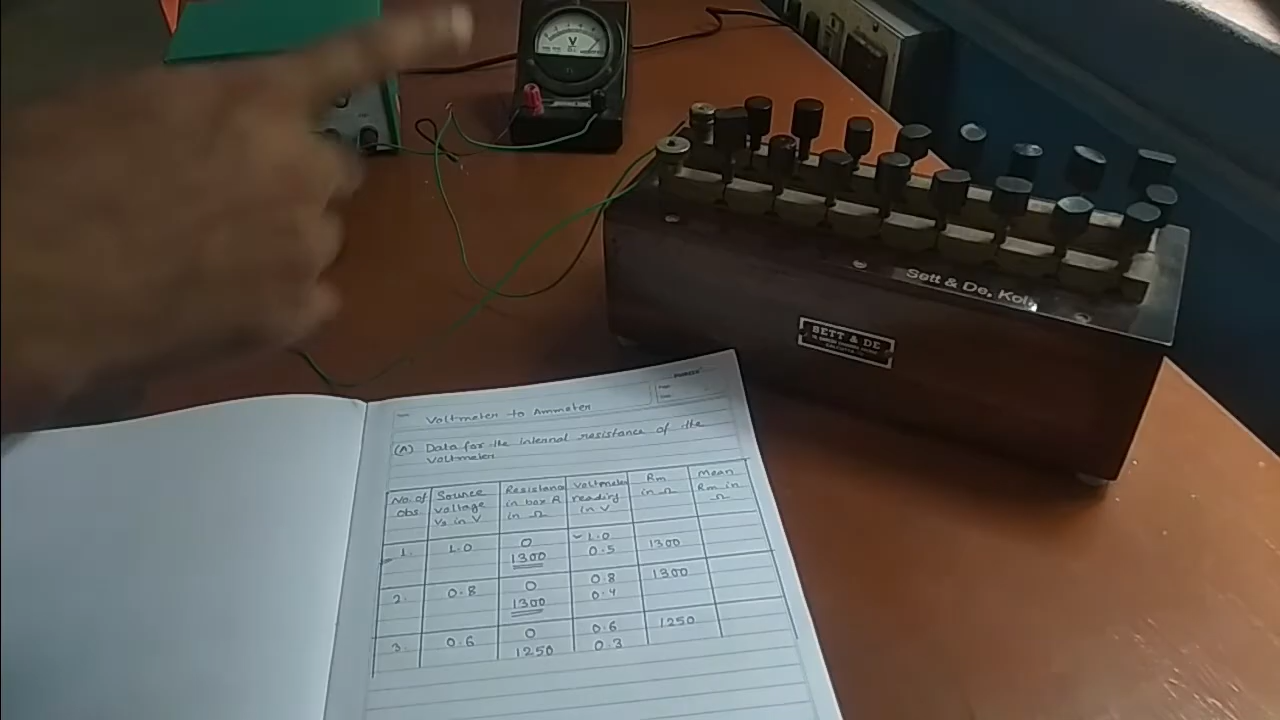 V
Sett & De, Kol
SETT & DE
Voltmeter to Ammeter
(A) Data for the internal resistance of the
voltmeter
No. of Obs. | Source voltage Vs in V | Resistance in box R in Ω | Voltmeter reading in V | Rm in Ω | Mean Rm in Ω
1. | 1.0 | 0 | 1.0
1300 | 0.5 | 1300
2. | 0.8 | 0 | 0.8 | 1300
1300 | 0.4
3. | 0.6 | 0 | 0.6 | 1250
1250 | 0.3